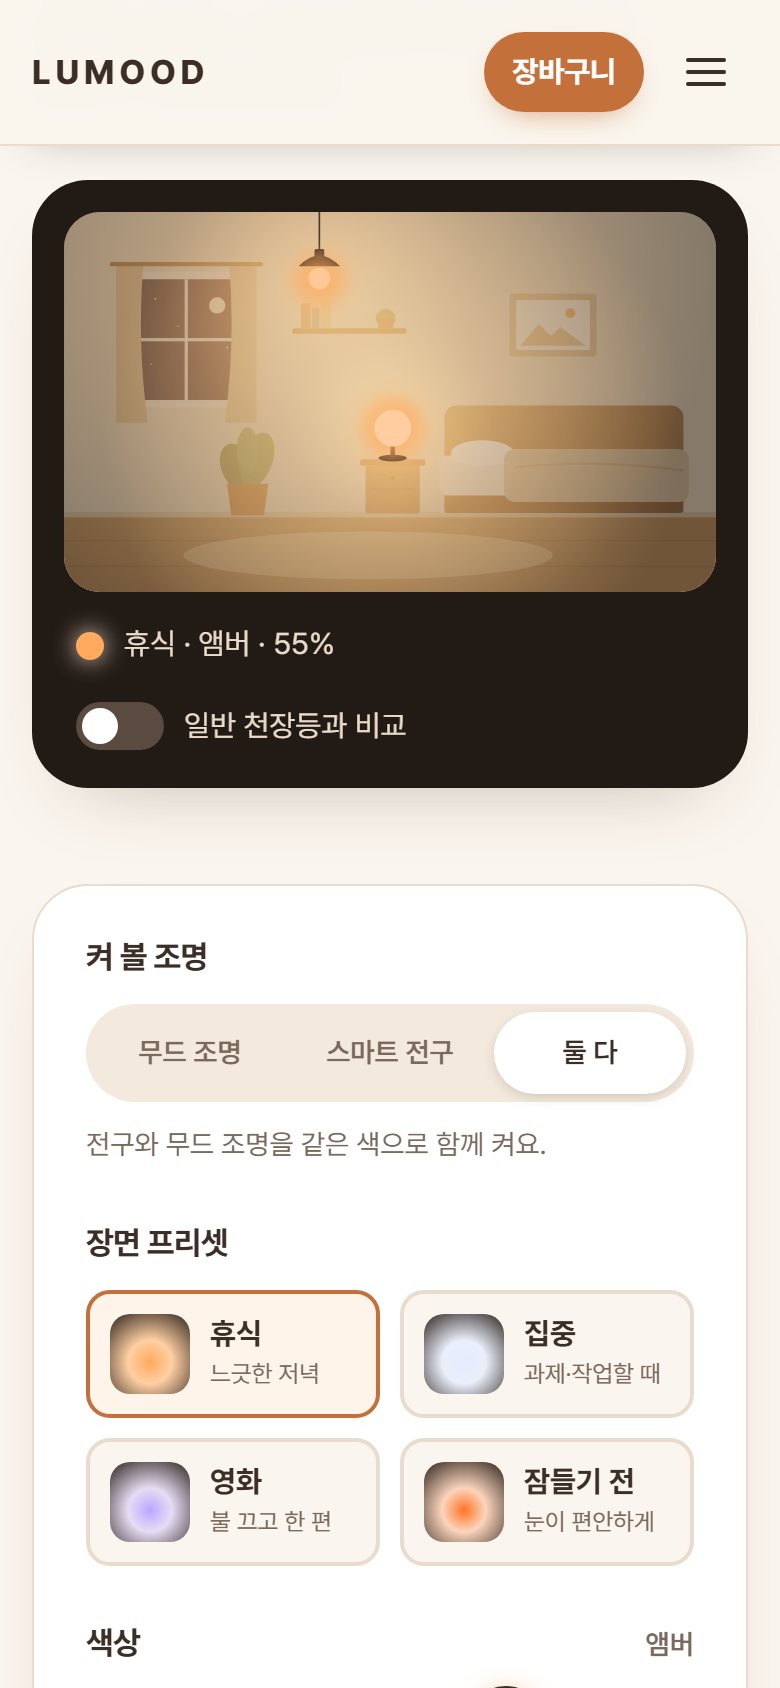 LUMOOD
장바구니
휴식 · 앰버 · 55%
일반 천장등과 비교
켜 볼 조명
무드 조명
스마트 전구
둘 다
전구와 무드 조명을 같은 색으로 함께 켜요.
장면 프리셋
휴식
느긋한 저녁
집중
과제·작업할 때
영화
불 끄고 한 편
잠들기 전
눈이 편안하게
색상
앰버